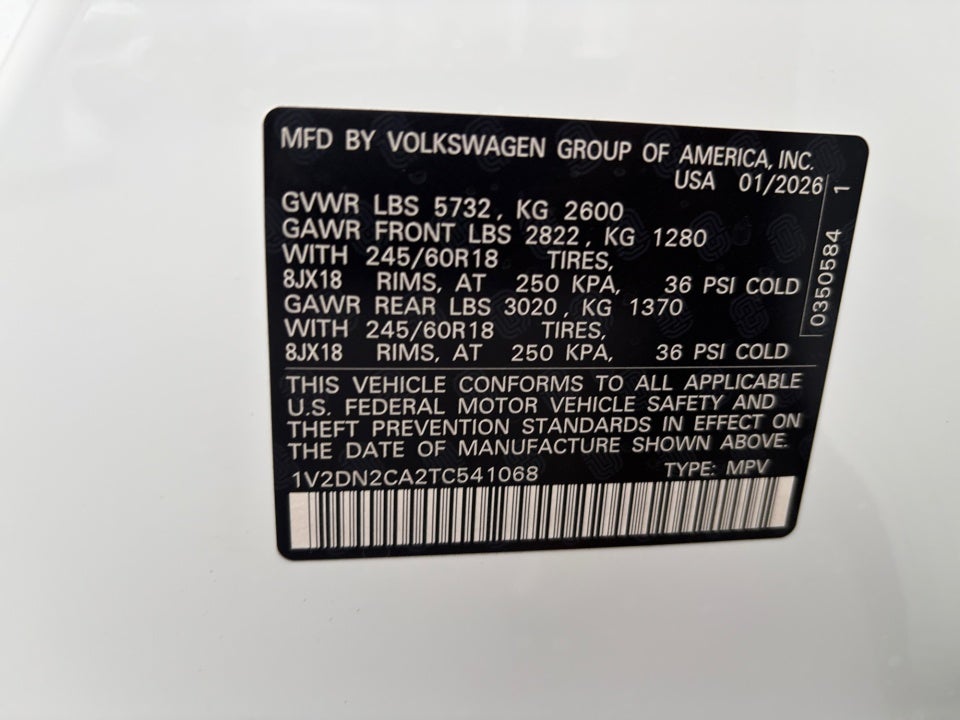 MFD BY VOLKSWAGEN GROUP OF AMERICA, INC.
USA 01/2026
GVWR LBS 5732, KG 2600
GAWR FRONT LBS 2822, KG 1280
WITH 245/60R18 TIRES,
8JX18 RIMS, AT 250 KPA, 36 PSI COLD
GAWR REAR LBS 3020, KG 1370
WITH 245/60R18 TIRES,
8JX18 RIMS, AT 250 KPA, 36 PSI COLD
0350584 1
THIS VEHICLE CONFORMS TO ALL APPLICABLE
U.S. FEDERAL MOTOR VEHICLE SAFETY AND
THEFT PREVENTION STANDARDS IN EFFECT ON
THE DATE OF MANUFACTURE SHOWN ABOVE.
1V2DN2CA2TC541068 TYPE: MPV